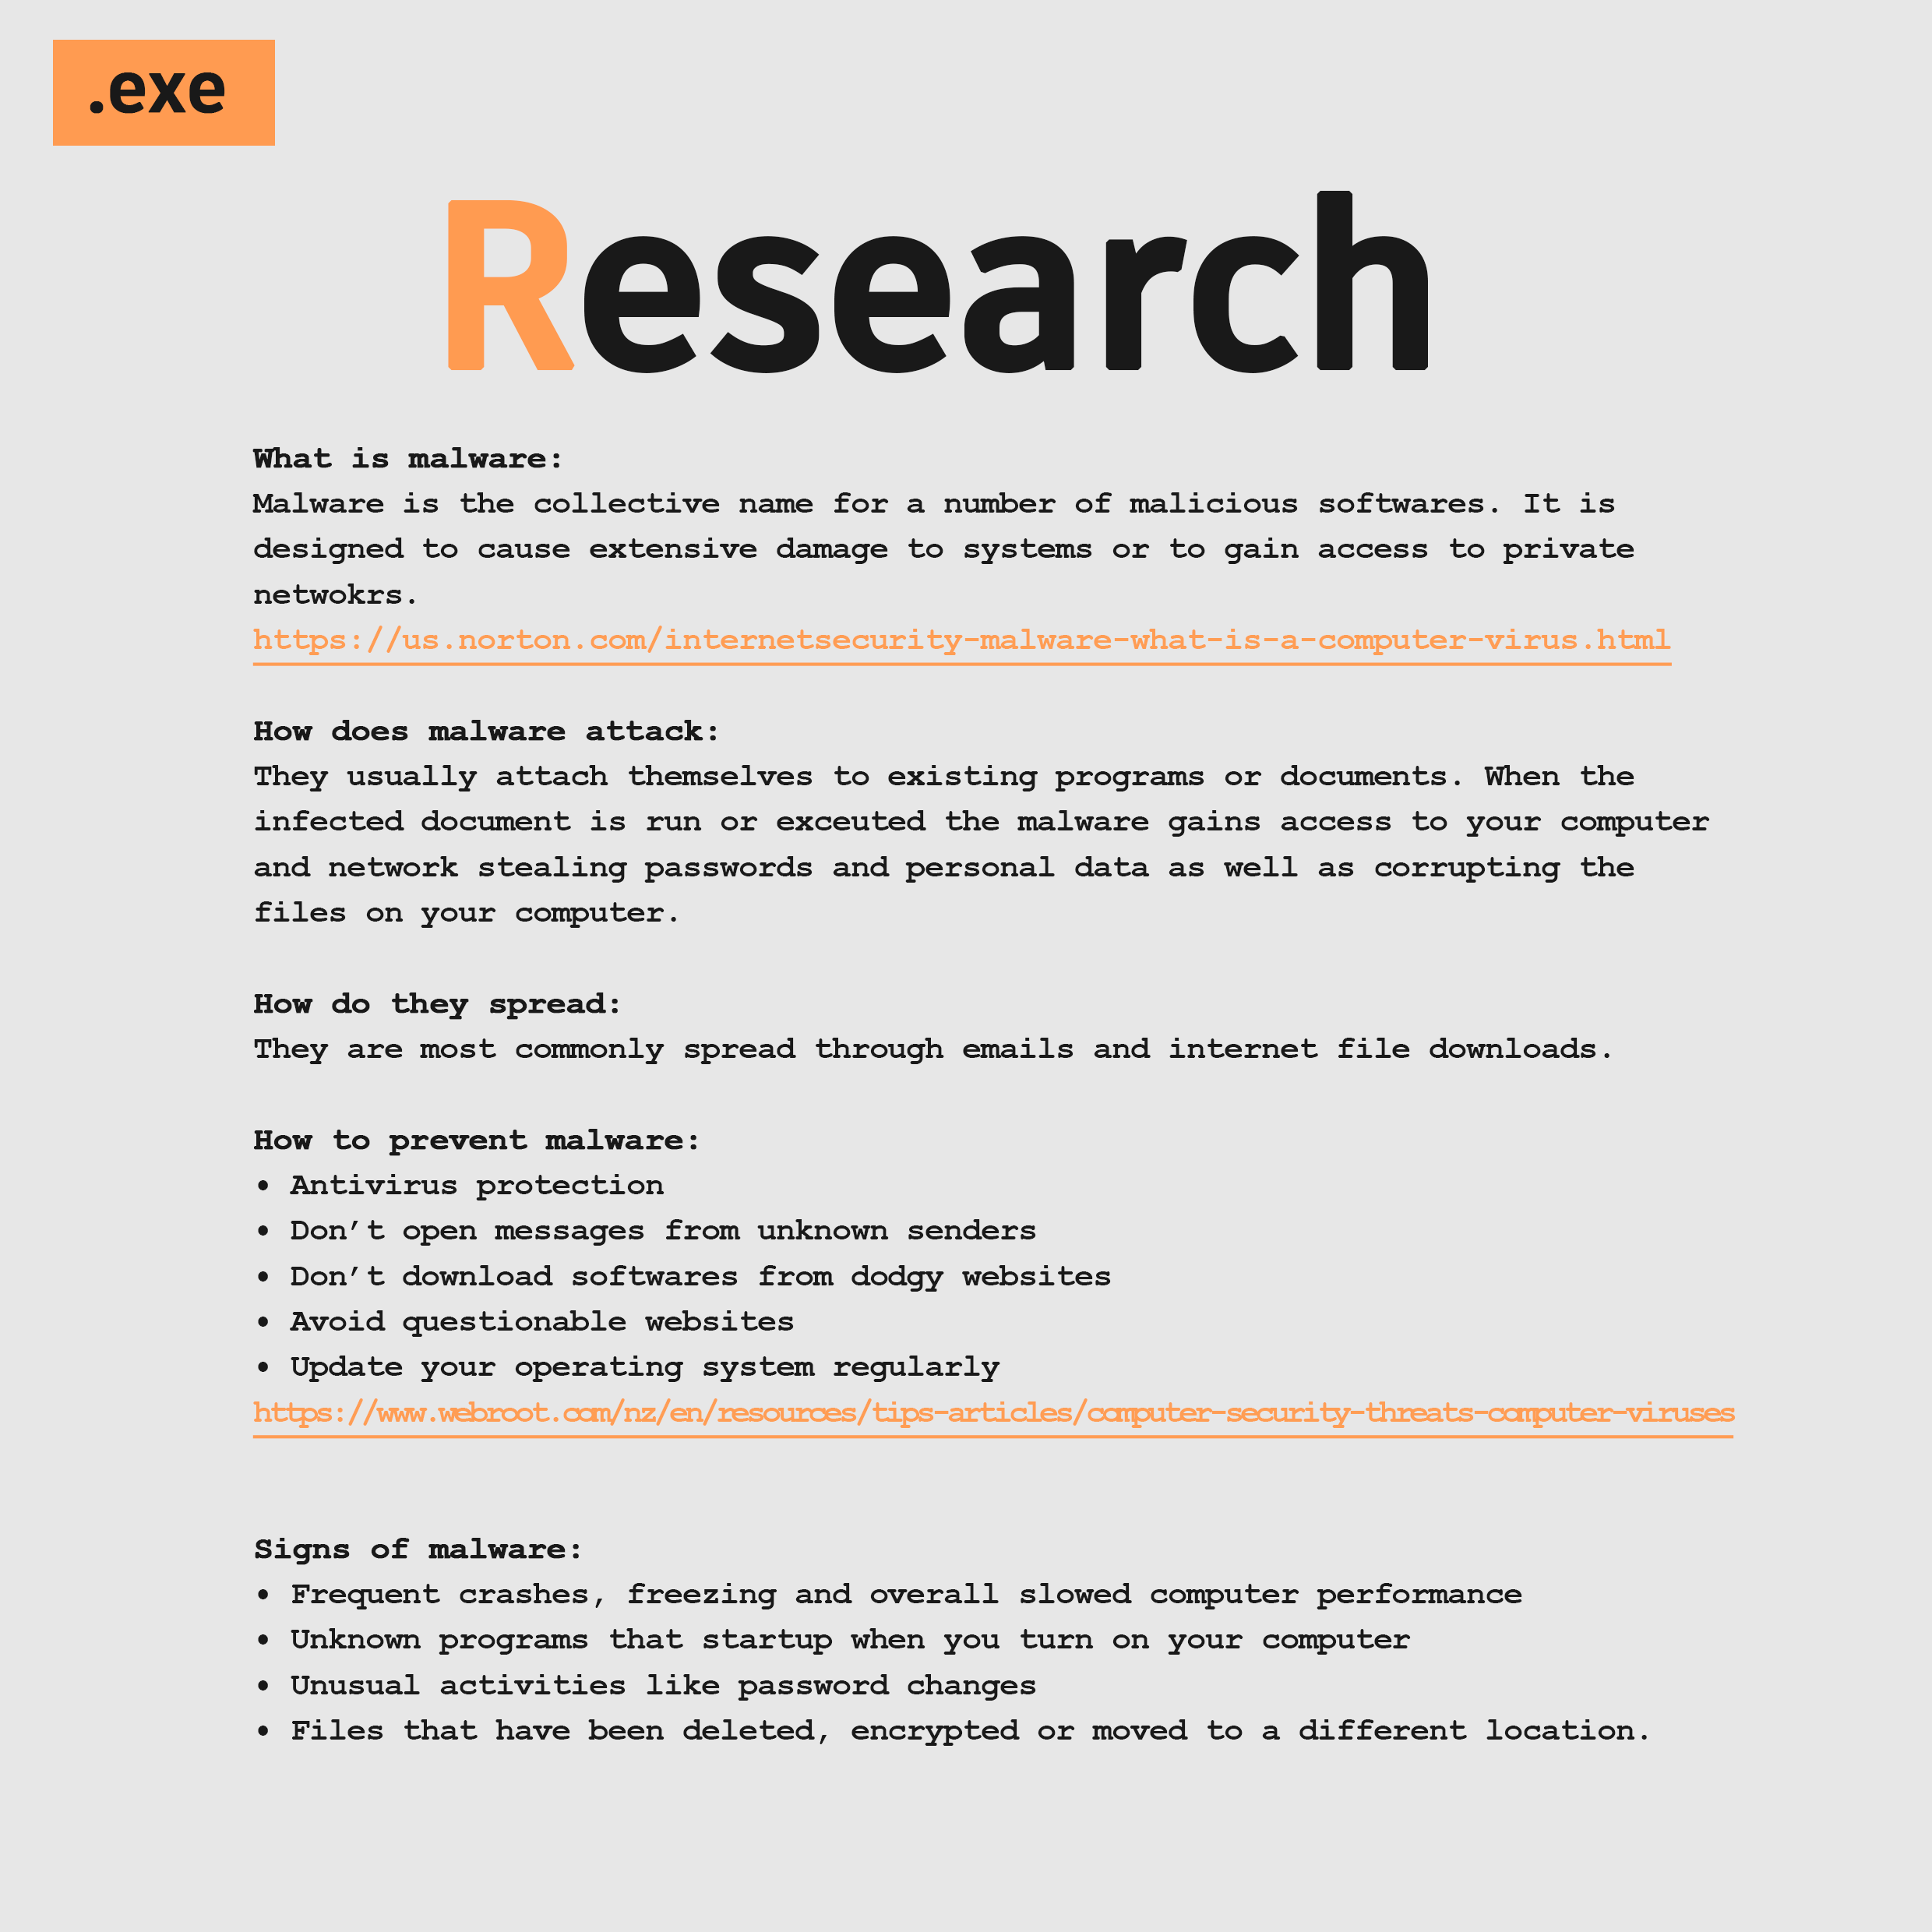 .exe
Research
What is malware:
Malware is the collective name for a number of malicious softwares. It is
designed to cause extensive damage to systems or to gain access to private
netwokrs.
https://us.norton.com/internetsecurity-malware-what-is-a-computer-virus.html
How does malware attack:
They usually attach themselves to existing programs or documents. When the
infected document is run or exceuted the malware gains access to your computer
and network stealing passwords and personal data as well as corrupting the
files on your computer.
How do they spread:
They are most commonly spread through emails and internet file downloads.
How to prevent malware:
• Antivirus protection
• Don’t open messages from unknown senders
• Don’t download softwares from dodgy websites
• Avoid questionable websites
• Update your operating system regularly
https://www.webroot.com/nz/en/resources/tips-articles/computer-security-threats-computer-viruses
Signs of malware:
• Frequent crashes, freezing and overall slowed computer performance
• Unknown programs that startup when you turn on your computer
• Unusual activities like password changes
• Files that have been deleted, encrypted or moved to a different location.